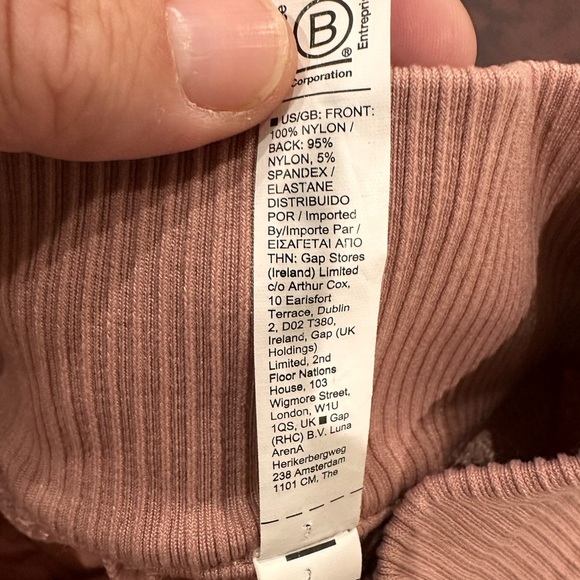 B
®
Corporation
Entrepris
US/GB: FRONT:
100% NYLON /
BACK: 95%
NYLON, 5%
SPANDEX /
ELASTANE
DISTRIBUIDO
POR / Imported
By/Importe Par /
ΕΙΣΑΓΕΤΑΙ ΑΠΟ
ΤΗΝ: Gap Stores
(Ireland) Limited
c/o Arthur Cox,
10 Earlsfort
Terrace, Dublin
2, D02 T380,
Ireland, Gap (UK
Holdings)
Limited, 2nd
Floor Nations
House, 103
Wigmore Street,
London, W1U
1QS, UK ■ Gap
(RHC) B.V. Luna
ArenA
Herikerbergweg
238 Amsterdam
1101 CM, The